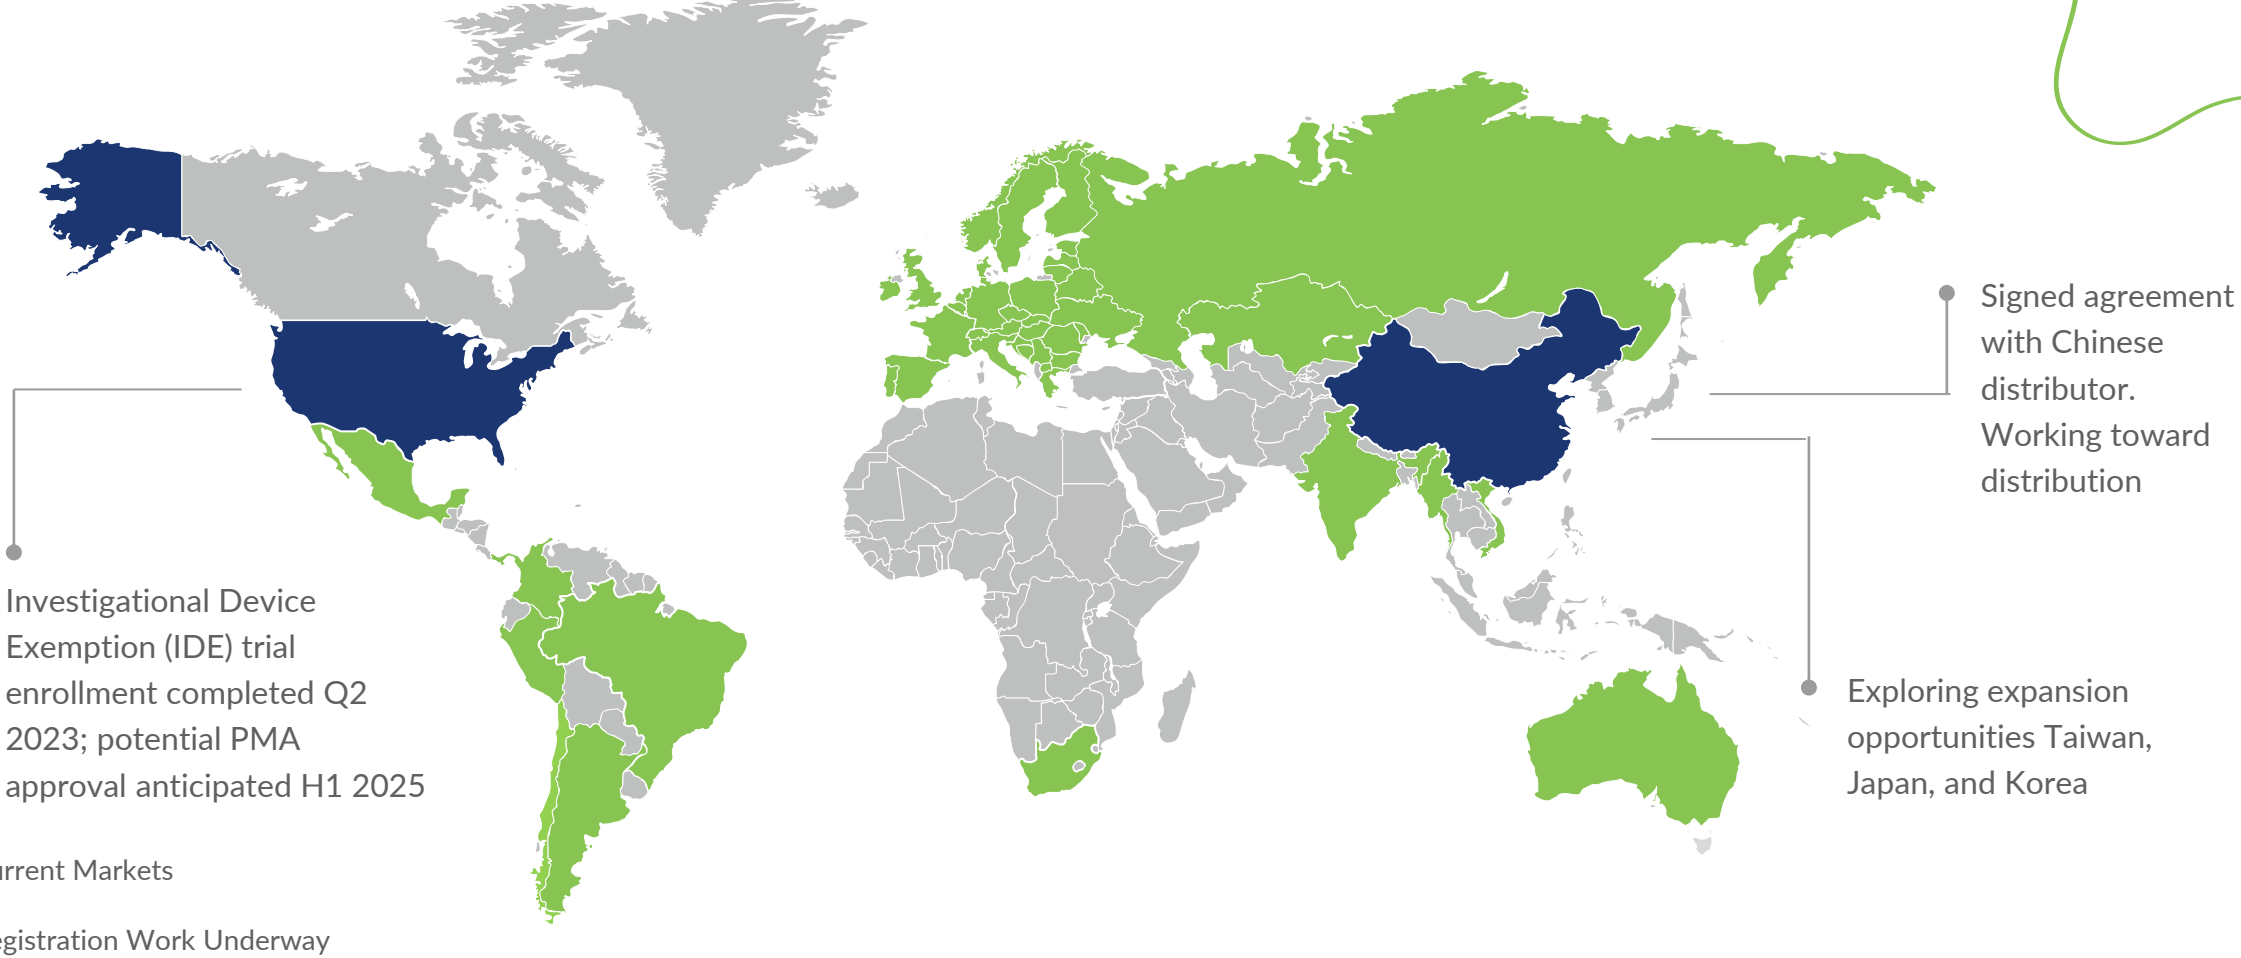 Signed agreement
with Chinese
distributor.
Working toward
distribution
Investigational Device
Exemption (IDE) trial
enrollment completed Q2
2023; potential PMA
approval anticipated H1 2025
Exploring expansion
opportunities Taiwan,
Japan, and Korea
urrent Markets
egistration Work Underway